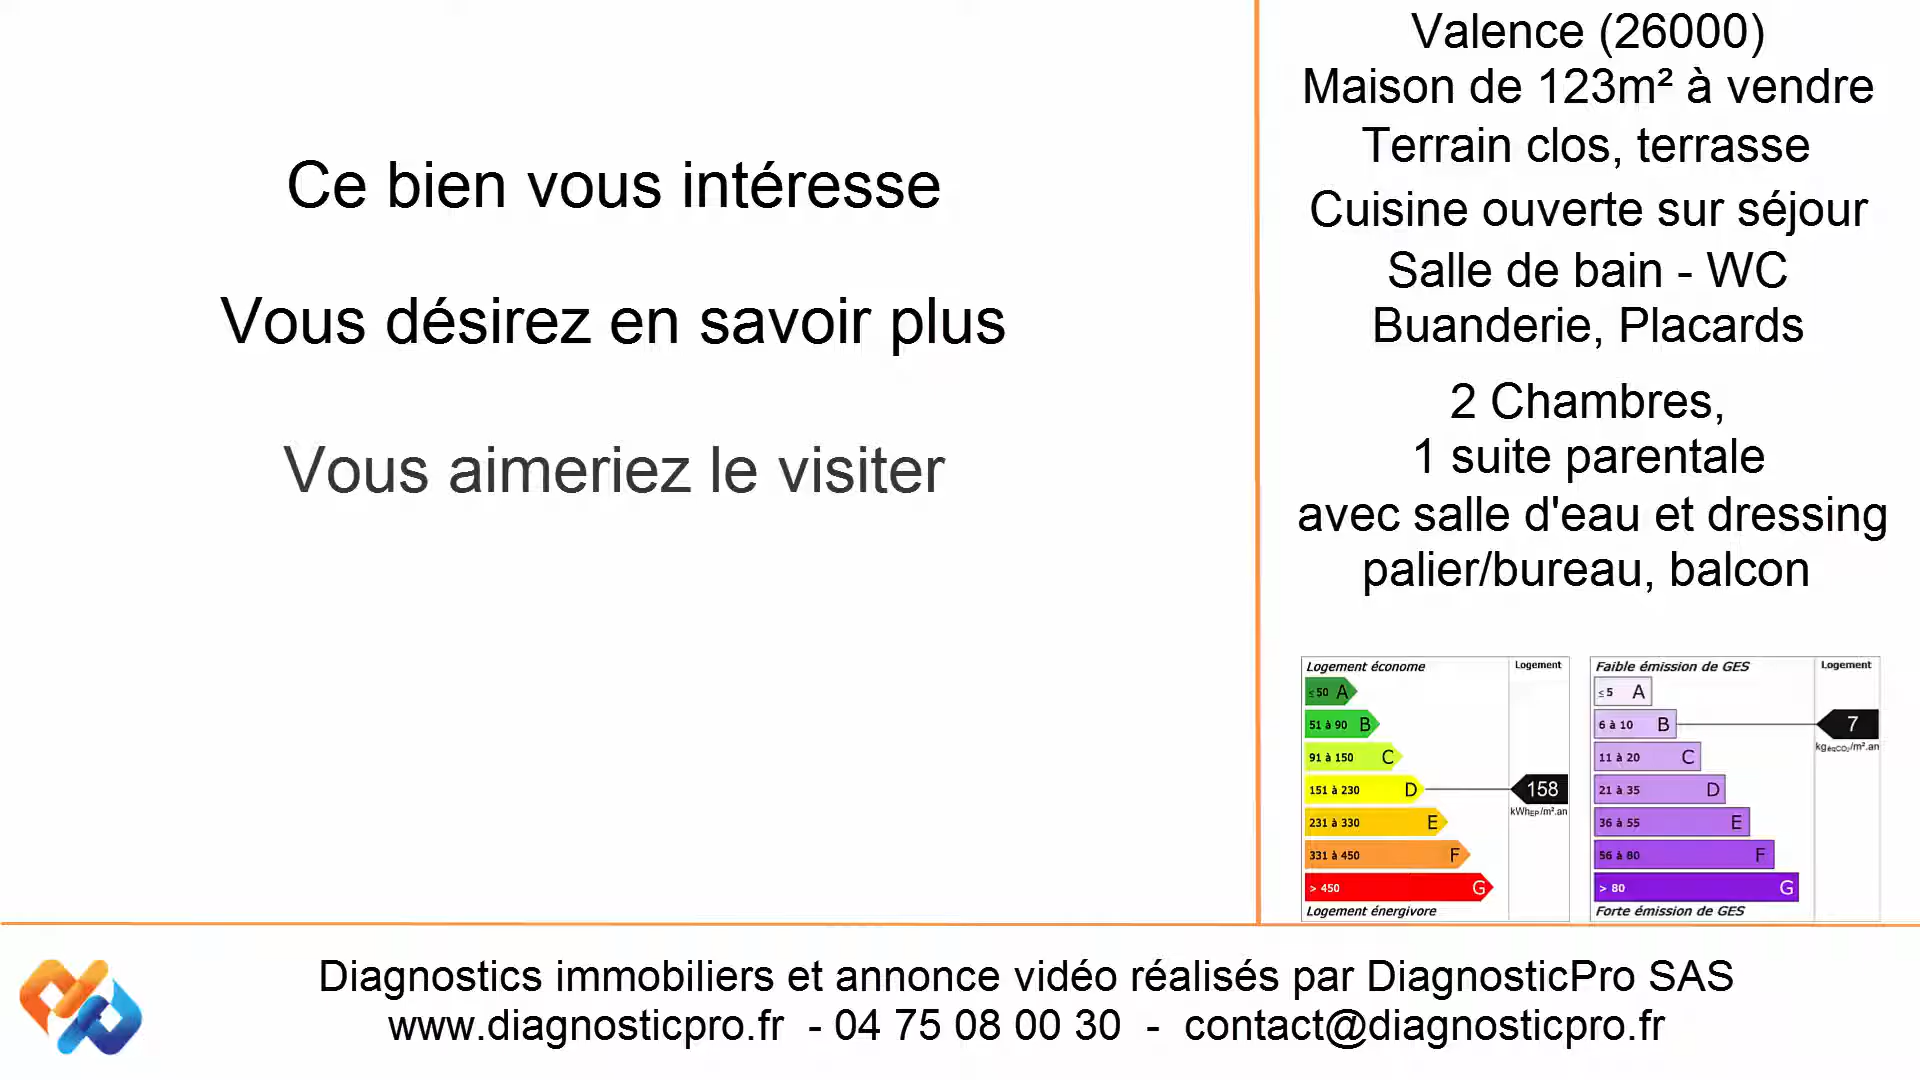 Ce bien vous intéresse
Vous désirez en savoir plus
Vous aimeriez le visiter
Valence (26000)
Maison de 123m² à vendre
Terrain clos, terrasse
Cuisine ouverte sur séjour
Salle de bain - WC
Buanderie, Placards
2 Chambres,
1 suite parentale
avec salle d'eau et dressing
palier/bureau, balcon
Logement économe
Logement
≤ 50 A
51 à 90 B
91 à 150 C
151 à 230 D
158
kWhEP/m².an
231 à 330 E
331 à 450 F
> 450 G
Logement énergivore
Faible émission de GES
Logement
≤ 5 A
6 à 10 B
7
kgéqCO₂/m².an
11 à 20 C
21 à 35 D
36 à 55 E
56 à 80 F
> 80 G
Forte émission de GES
Diagnostics immobiliers et annonce vidéo réalisés par DiagnosticPro SAS
www.diagnosticpro.fr - 04 75 08 00 30 - contact@diagnosticpro.fr